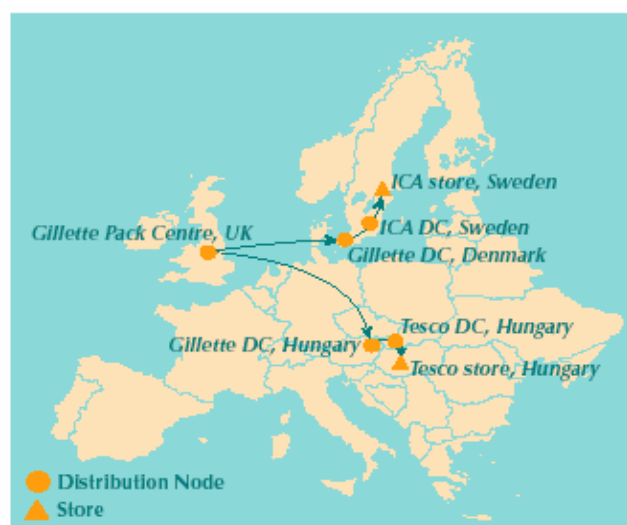 ICA store, Sweden
Gillette Pack Centre, UK
ICA DC, Sweden
Gillette DC, Denmark
Tesco DC, Hungary
Gillette DC, Hungary
Tesco store, Hungary
Distribution Node
Store